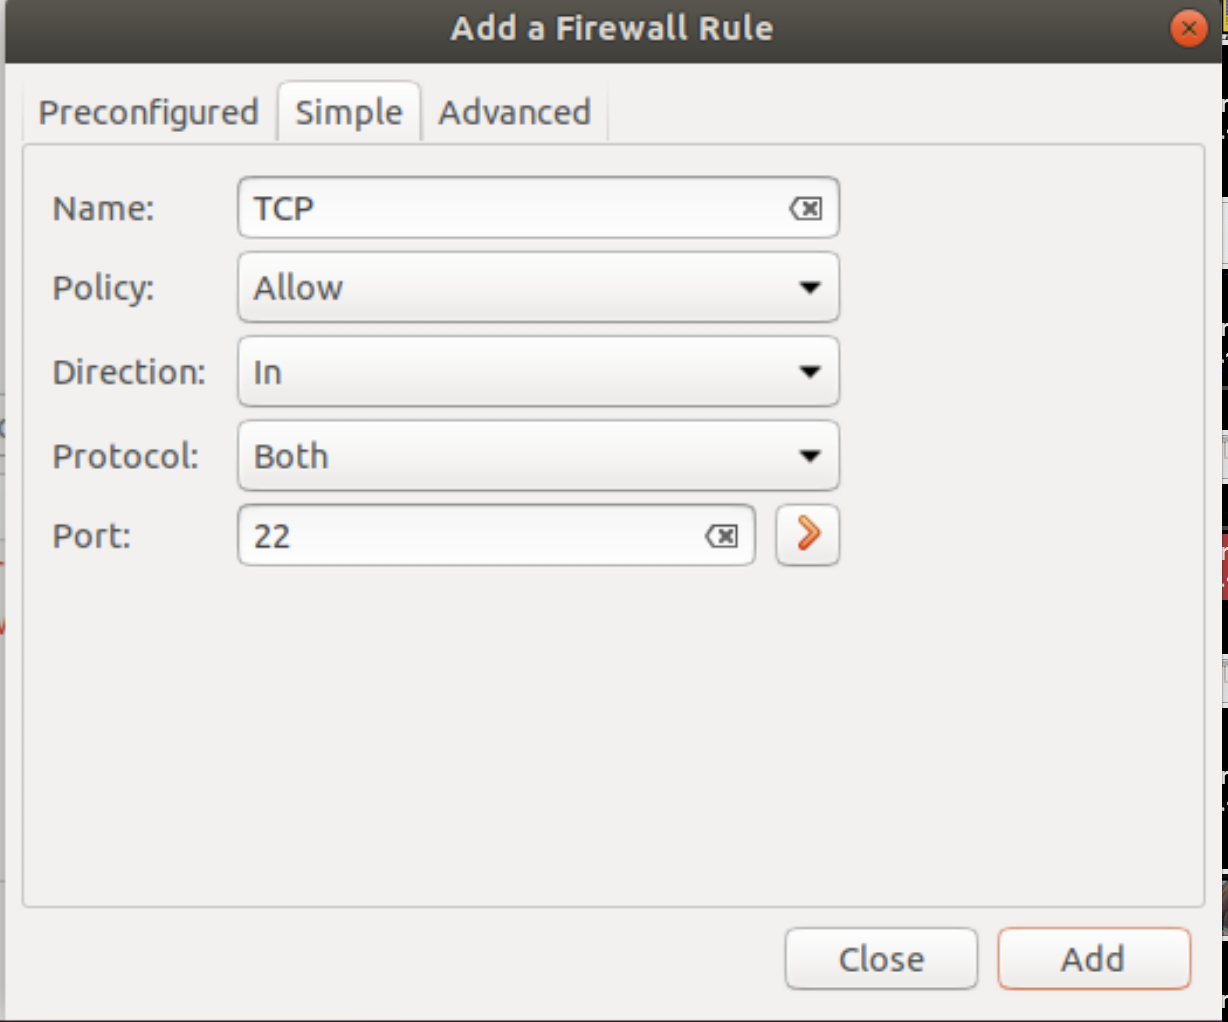 Add a Firewall Rule
Preconfigured Simple Advanced
Name: TCP
Policy: Allow
Direction: In
Protocol: Both
Port: 22
Close Add